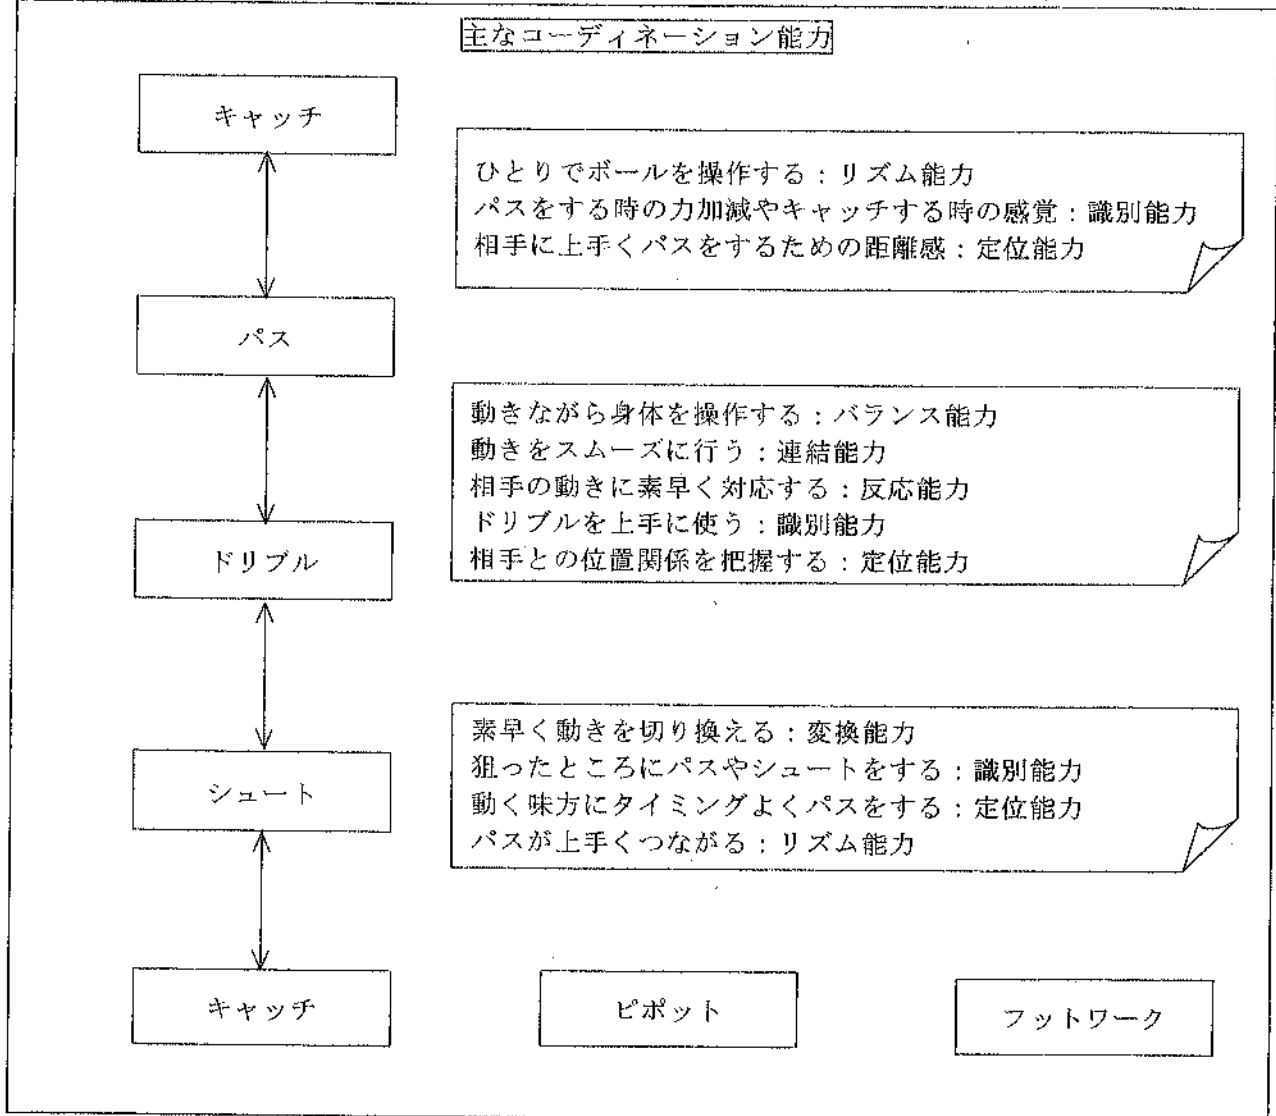 主なコーディネーション能力
キャッチ
ひとりでボールを操作する：リズム能力
パスをする時の力加減やキャッチする時の感覚：識別能力
相手に上手くパスをするための距離感：定位能力
パス
動きながら身体を操作する：バランス能力
動きをスムーズに行う：連結能力
相手の動きに素早く対応する：反応能力
ドリブルを上手に使う：識別能力
相手との位置関係を把握する：定位能力
ドリブル
素早く動きを切り換える：変換能力
狙ったところにパスやシュートをする：識別能力
動く味方にタイミングよくパスをする：定位能力
パスが上手くつながる：リズム能力
シュート
キャッチ
ピポット
フットワーク